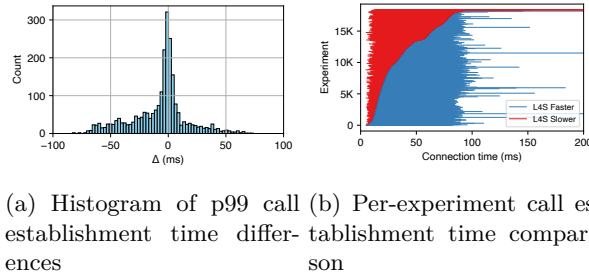 300
200
100
0
Count
−100
−50
0
50
100
Δ (ms)
15K
10K
5K
0
Experiment
L4S Faster
L4S Slower
0
50
100
150
200
Connection time (ms)
(a) Histogram of p99 call
establishment time differ-
ences
(b) Per-experiment call es-
tablishment time compar-
son